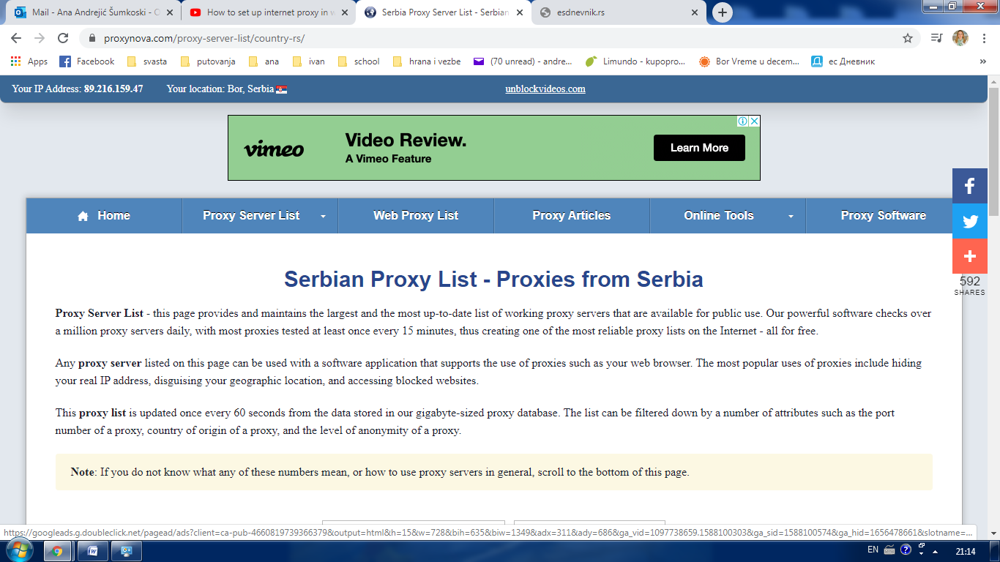 Mail - Ana Andrejić Šumkoski - O
How to set up internet proxy in w
Serbia Proxy Server List - Serbian
esdnevnik.rs
proxynova.com/proxy-server-list/country-rs/
Apps
Facebook
svasta
putovanja
ana
ivan
school
hrana i vezbe
(70 unread) - andre...
Limundo - kupopro...
Bor Vreme u decem...
ес Дневник
»
Your IP Address: 89.216.159.47
Your location: Bor, Serbia
unblockvideos.com
vimeo
Video Review.
A Vimeo Feature
Learn More
Home
Proxy Server List
Web Proxy List
Proxy Articles
Online Tools
Proxy Software
592
SHARES
Serbian Proxy List - Proxies from Serbia
Proxy Server List - this page provides and maintains the largest and the most up-to-date list of working proxy servers that are available for public use. Our powerful software checks over
a million proxy servers daily, with most proxies tested at least once every 15 minutes, thus creating one of the most reliable proxy lists on the Internet - all for free.
Any proxy server listed on this page can be used with a software application that supports the use of proxies such as your web browser. The most popular uses of proxies include hiding
your real IP address, disguising your geographic location, and accessing blocked websites.
This proxy list is updated once every 60 seconds from the data stored in our gigabyte-sized proxy database. The list can be filtered down by a number of attributes such as the port
number of a proxy, country of origin of a proxy, and the level of anonymity of a proxy.
Note: If you do not know what any of these numbers mean, or how to use proxy servers in general, scroll to the bottom of this page.
https://googleads.g.doubleclick.net/pagead/ads?client=ca-pub-4660819739366379&output=html&h=15&w=728&bih=635&biw=1349&adx=311&ady=686&ga_vid=1097738659.1588100303&ga_sid=1588100574&ga_hid=1656478661&slotname=...
EN
21:14